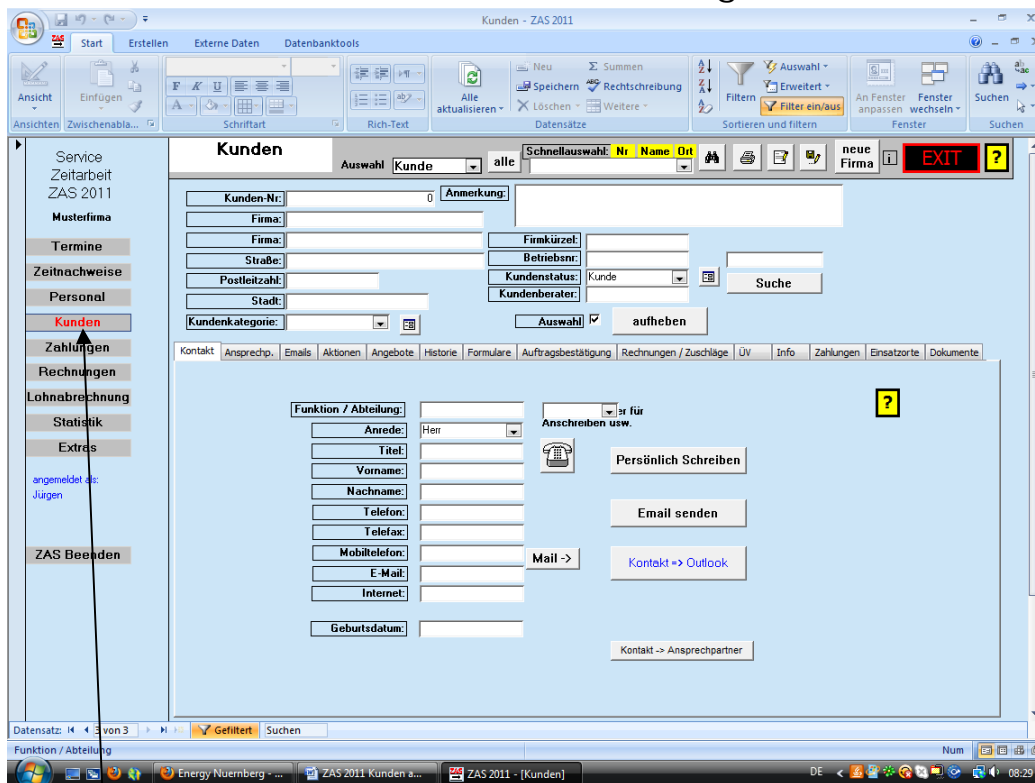 Kunden - ZAS 2011
Start Erstellen Externe Daten Datenbanktools
Ansicht
Einfügen
F K U
A
Alle aktualisieren
Neu
Speichern
Löschen
Σ Summen
Rechtschreibung
Weitere
Filtern
Auswahl
Erweitert
Filter ein/aus
An Fenster anpassen
Fenster wechseln
Suchen
Ansichten Zwischenabla... Schriftart Rich-Text Datensätze Sortieren und filtern Fenster Suchen
Service
Zeitarbeit
ZAS 2011
Musterfirma
Termine
Zeitnachweise
Personal
Kunden
Zahlungen
Rechnungen
Lohnabrechnung
Statistik
Extras
angemeldet als:
Jürgen
ZAS Beenden
Kunden
Auswahl Kunde alle
Schnellauswahl: Nr Name Ort
neue Firma
i
EXIT
?
Kunden-Nr: 0
Anmerkung:
Firma:
Firma:
Straße:
Postleitzahl:
Stadt:
Kundenkategorie:
Firmkürzel:
Betriebsnr:
Kundenstatus: Kunde
Kundenberater:
Auswahl
aufheben
Suche
Kontakt Ansprechp. Emails Aktionen Angebote Historie Formulare Auftragsbestätigung Rechnungen / Zuschläge ÜV Info Zahlungen Einsatzorte Dokumente
Funktion / Abteilung:
Anrede: Herr
Titel:
Vorname:
Nachname:
Telefon:
Telefax:
Mobiltelefon:
E-Mail:
Internet:
Geburtsdatum:
er für
Anschreiben usw.
?
Persönlich Schreiben
Email senden
Mail ->
Kontakt => Outlook
Kontakt -> Ansprechpartner
Datensatz: 3 von 3 Gefiltert Suchen
Funktion / Abteilung Num
Energy Nuernberg - ... ZAS 2011 Kunden a... ZAS 2011 - [Kunden] DE < 08:29